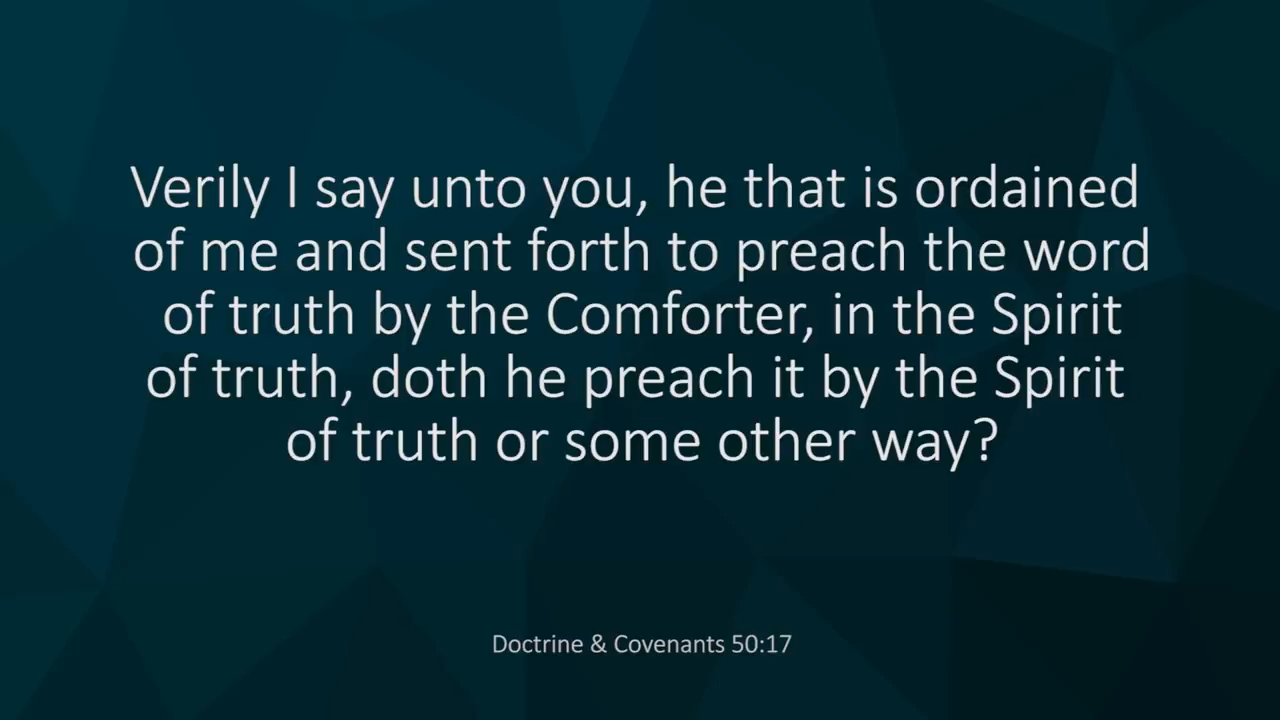 Verily I say unto you, he that is ordained
of me and sent forth to preach the word
of truth by the Comforter, in the Spirit
of truth, doth he preach it by the Spirit
of truth or some other way?
Doctrine & Covenants 50:17